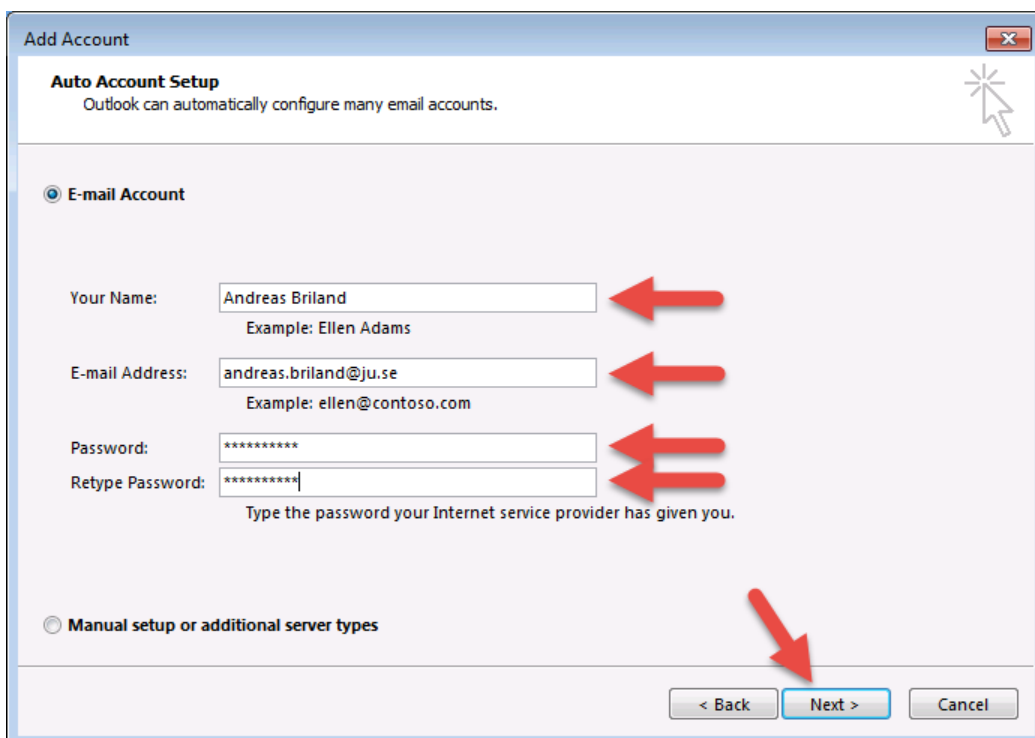 Add Account
Auto Account Setup
Outlook can automatically configure many email accounts.
E-mail Account
Your Name: Andreas Briland
Example: Ellen Adams
E-mail Address: andreas.briland@ju.se
Example: ellen@contoso.com
Password: **********
Retype Password: **********
Type the password your Internet service provider has given you.
Manual setup or additional server types
< Back Next > Cancel